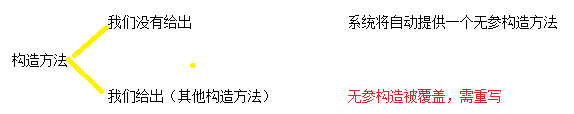 我们没有给出 系统将自动提供一个无参构造方法
构造方法
我们给出（其他构造方法） 无参构造被覆盖，需重写